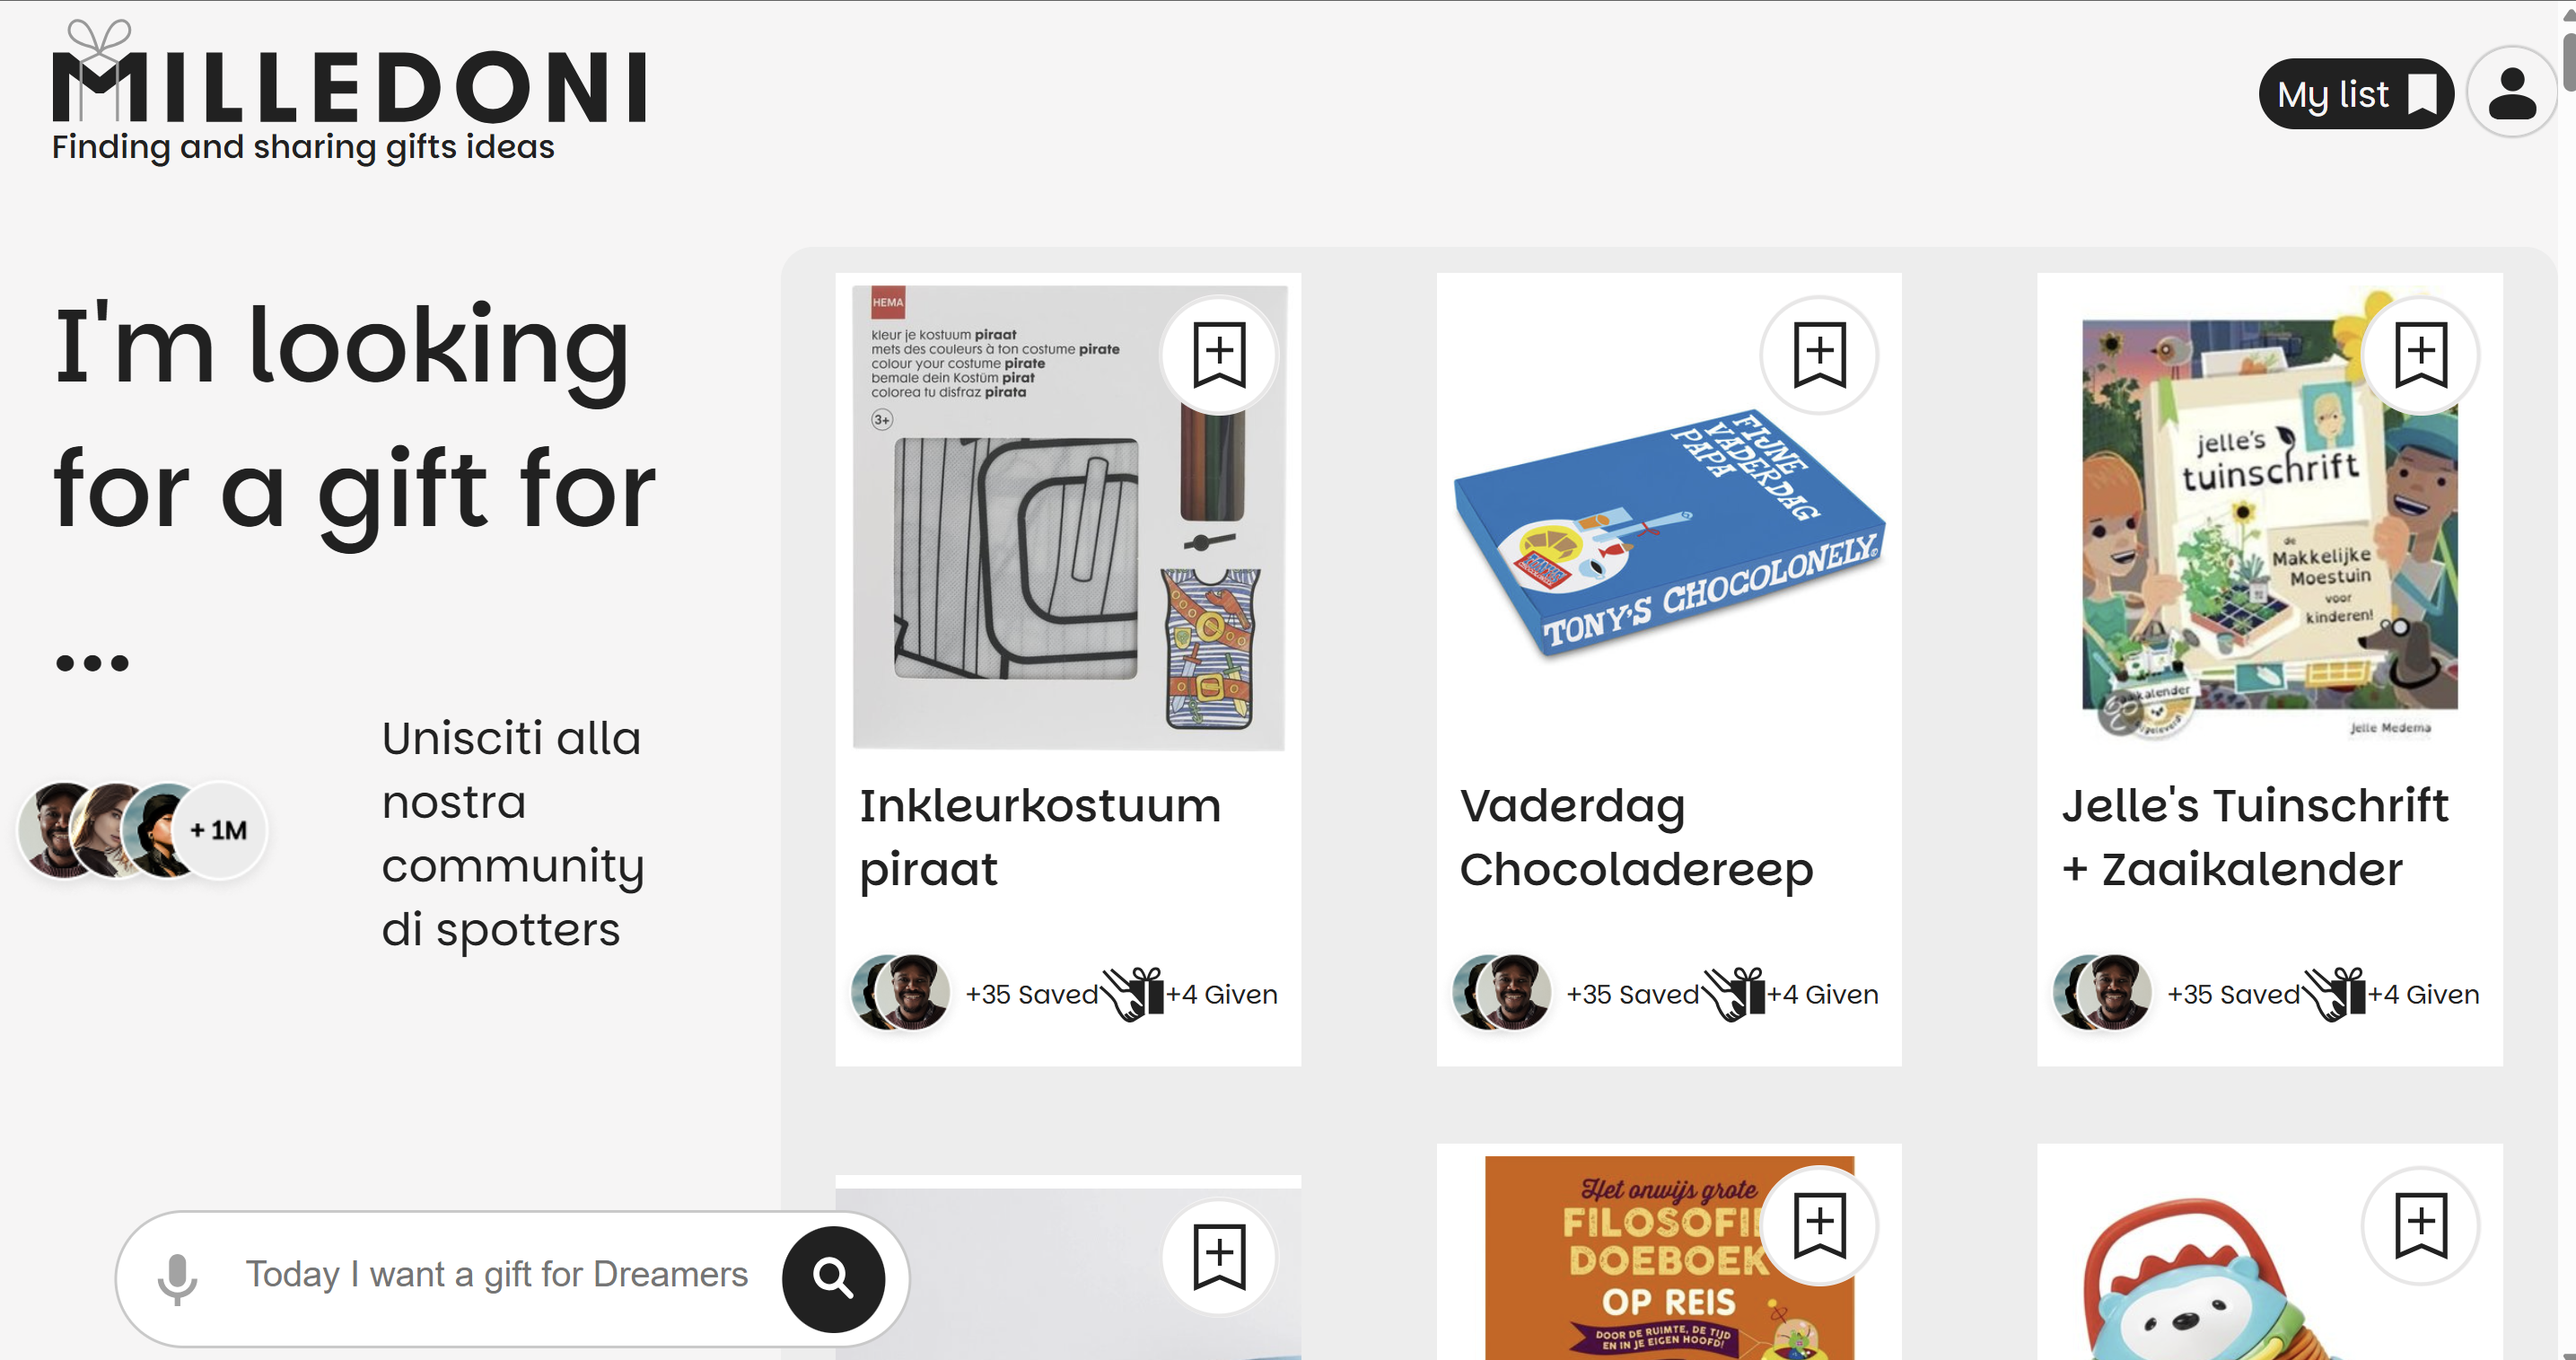 MILLEDONI
Finding and sharing gifts ideas
My list
I'm looking
for a gift for
...
Unisciti alla
nostra
community
di spotters
+ 1M
Today I want a gift for Dreamers
HEMA
kleur je kostuum piraat
mets des couleurs à ton costume pirate
colour your costume pirate
bemale dein Kostüm pirat
colorea tu disfraz pirata
3+
Inkleurkostuum
piraat
+35 Saved +4 Given
FIJNE
VADERDAG
PAPA
TONY'S CHOCOLONELY
Vaderdag
Chocoladereep
+35 Saved +4 Given
jelle's
tuinschrift
de
Makkelijke
Moestuin
voor
kinderen!
Jelle Medema
Jelle's Tuinschrift
+ Zaaikalender
+35 Saved +4 Given
Het onwijs grote
FILOSOFIE
DOEBOEK
OP REIS
DOOR DE RUIMTE, DE TIJD
EN IN JE EIGEN HOOFD!